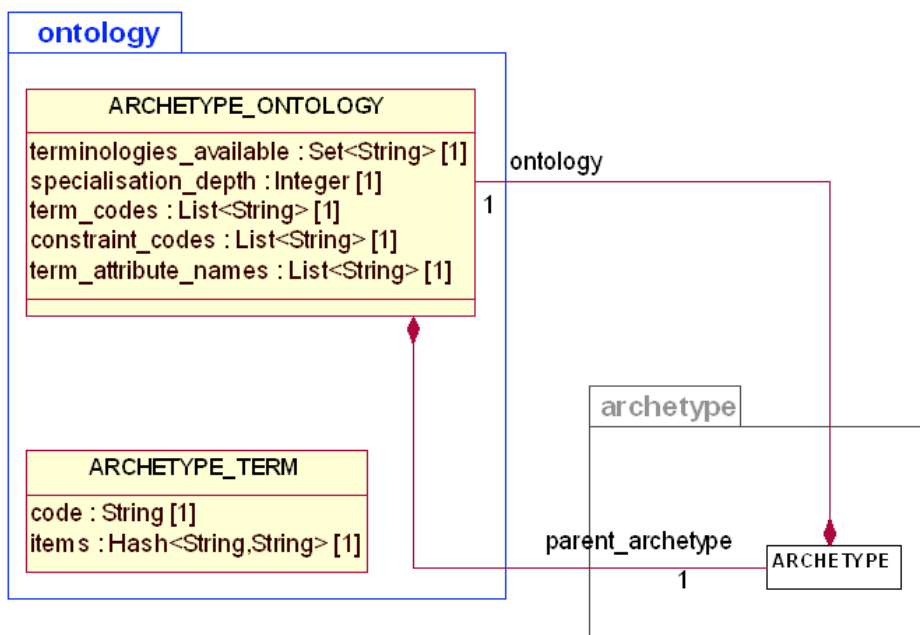 ontology
ARCHETYPE_ONTOLOGY
terminologies_available : Set<String> [1]
specialisation_depth : Integer [1]
term_codes : List<String> [1]
constraint_codes : List<String> [1]
term_attribute_names : List<String> [1]
ontology
1
archetype
ARCHETYPE_TERM
code : String [1]
items : Hash<String,String> [1]
parent_archetype
1
ARCHETYPE